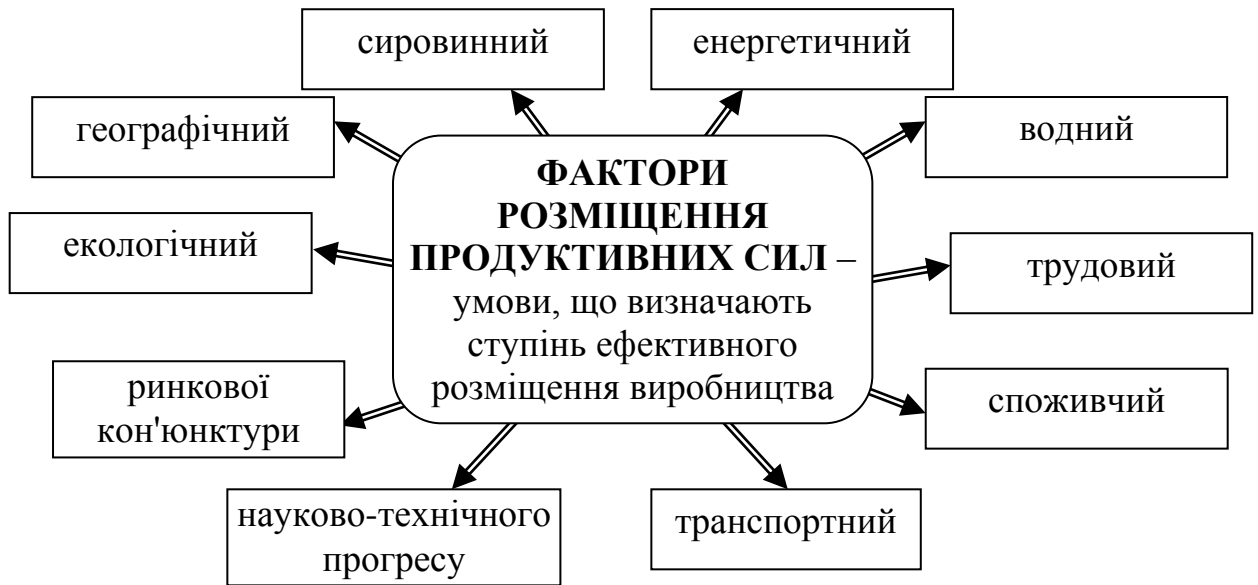 сировинний
енергетичний
географічний
водний
ФАКТОРИ
РОЗМІЩЕННЯ
ПРОДУКТИВНИХ СИЛ –
умови, що визначають
ступінь ефективного
розміщення виробництва
екологічний
трудовий
ринкової
кон'юнктури
споживчий
науково-технічного
прогресу
транспортний